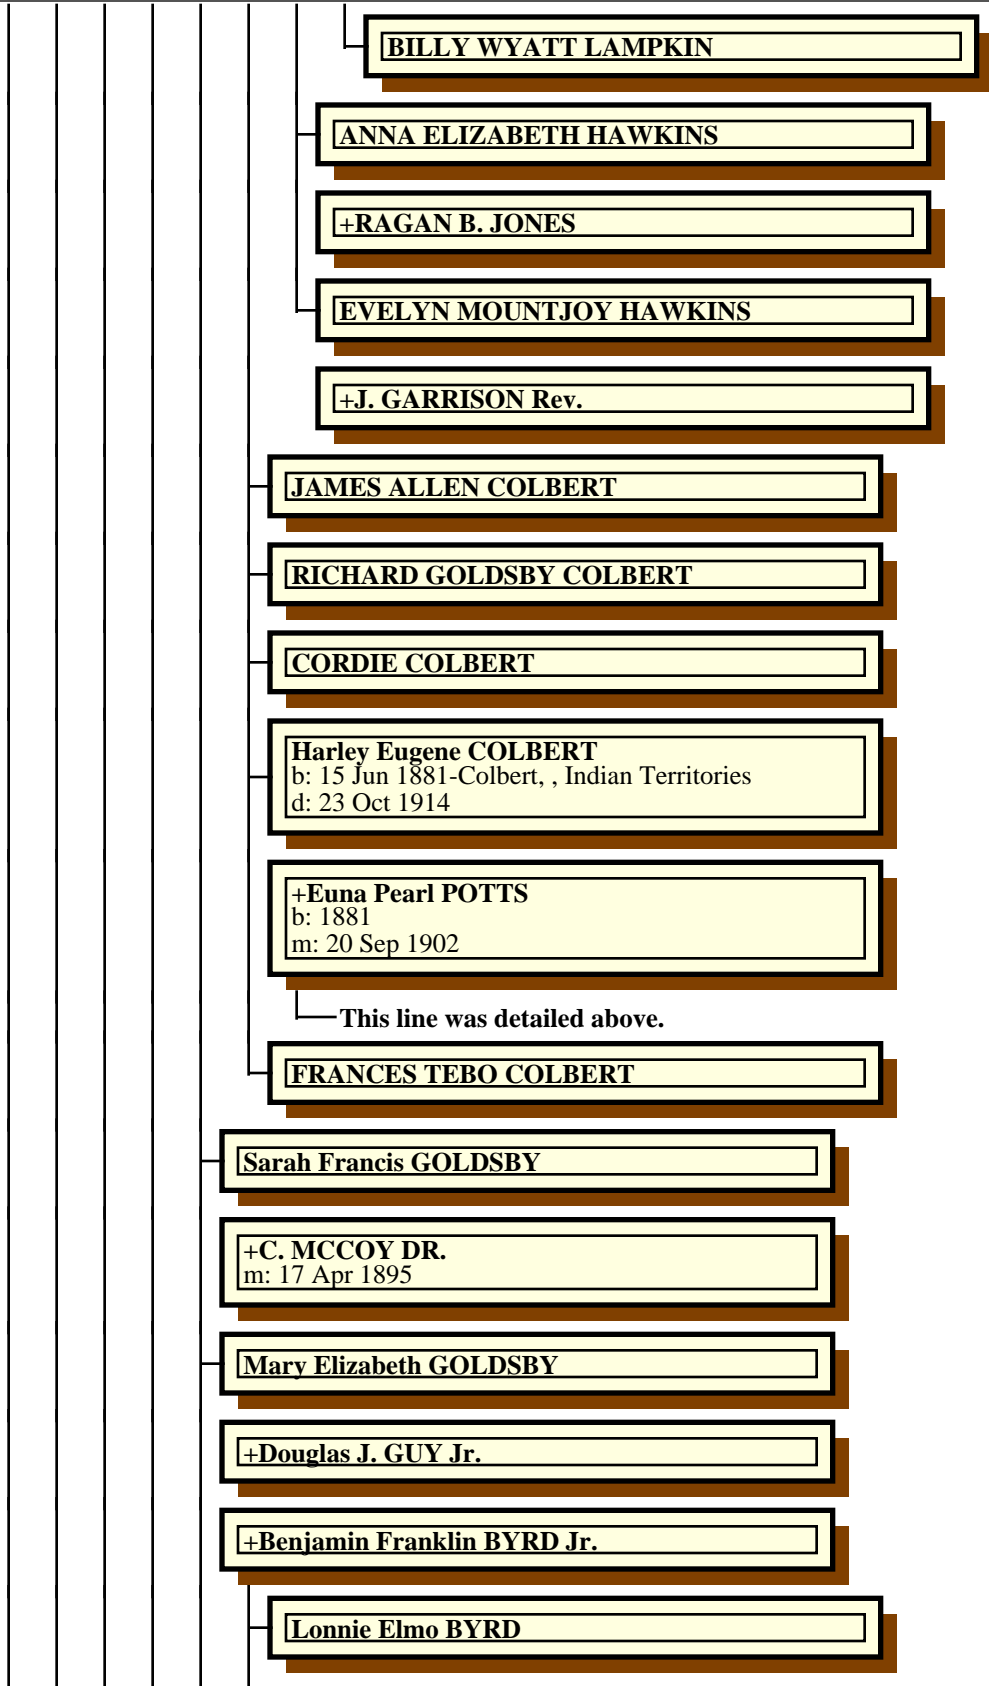 BILLY WYATT LAMPKIN
ANNA ELIZABETH HAWKINS
+RAGAN B. JONES
EVELYN MOUNTJOY HAWKINS
+J. GARRISON Rev.
JAMES ALLEN COLBERT
RICHARD GOLDSBY COLBERT
CORDIE COLBERT
Harley Eugene COLBERT
b: 15 Jun 1881-Colbert, , Indian Territories
d: 23 Oct 1914
+Euna Pearl POTTS
b: 1881
m: 20 Sep 1902
This line was detailed above.
FRANCES TEBO COLBERT
Sarah Francis GOLDSBY
+C. MCCOY DR.
m: 17 Apr 1895
Mary Elizabeth GOLDSBY
+Douglas J. GUY Jr.
+Benjamin Franklin BYRD Jr.
Lonnie Elmo BYRD